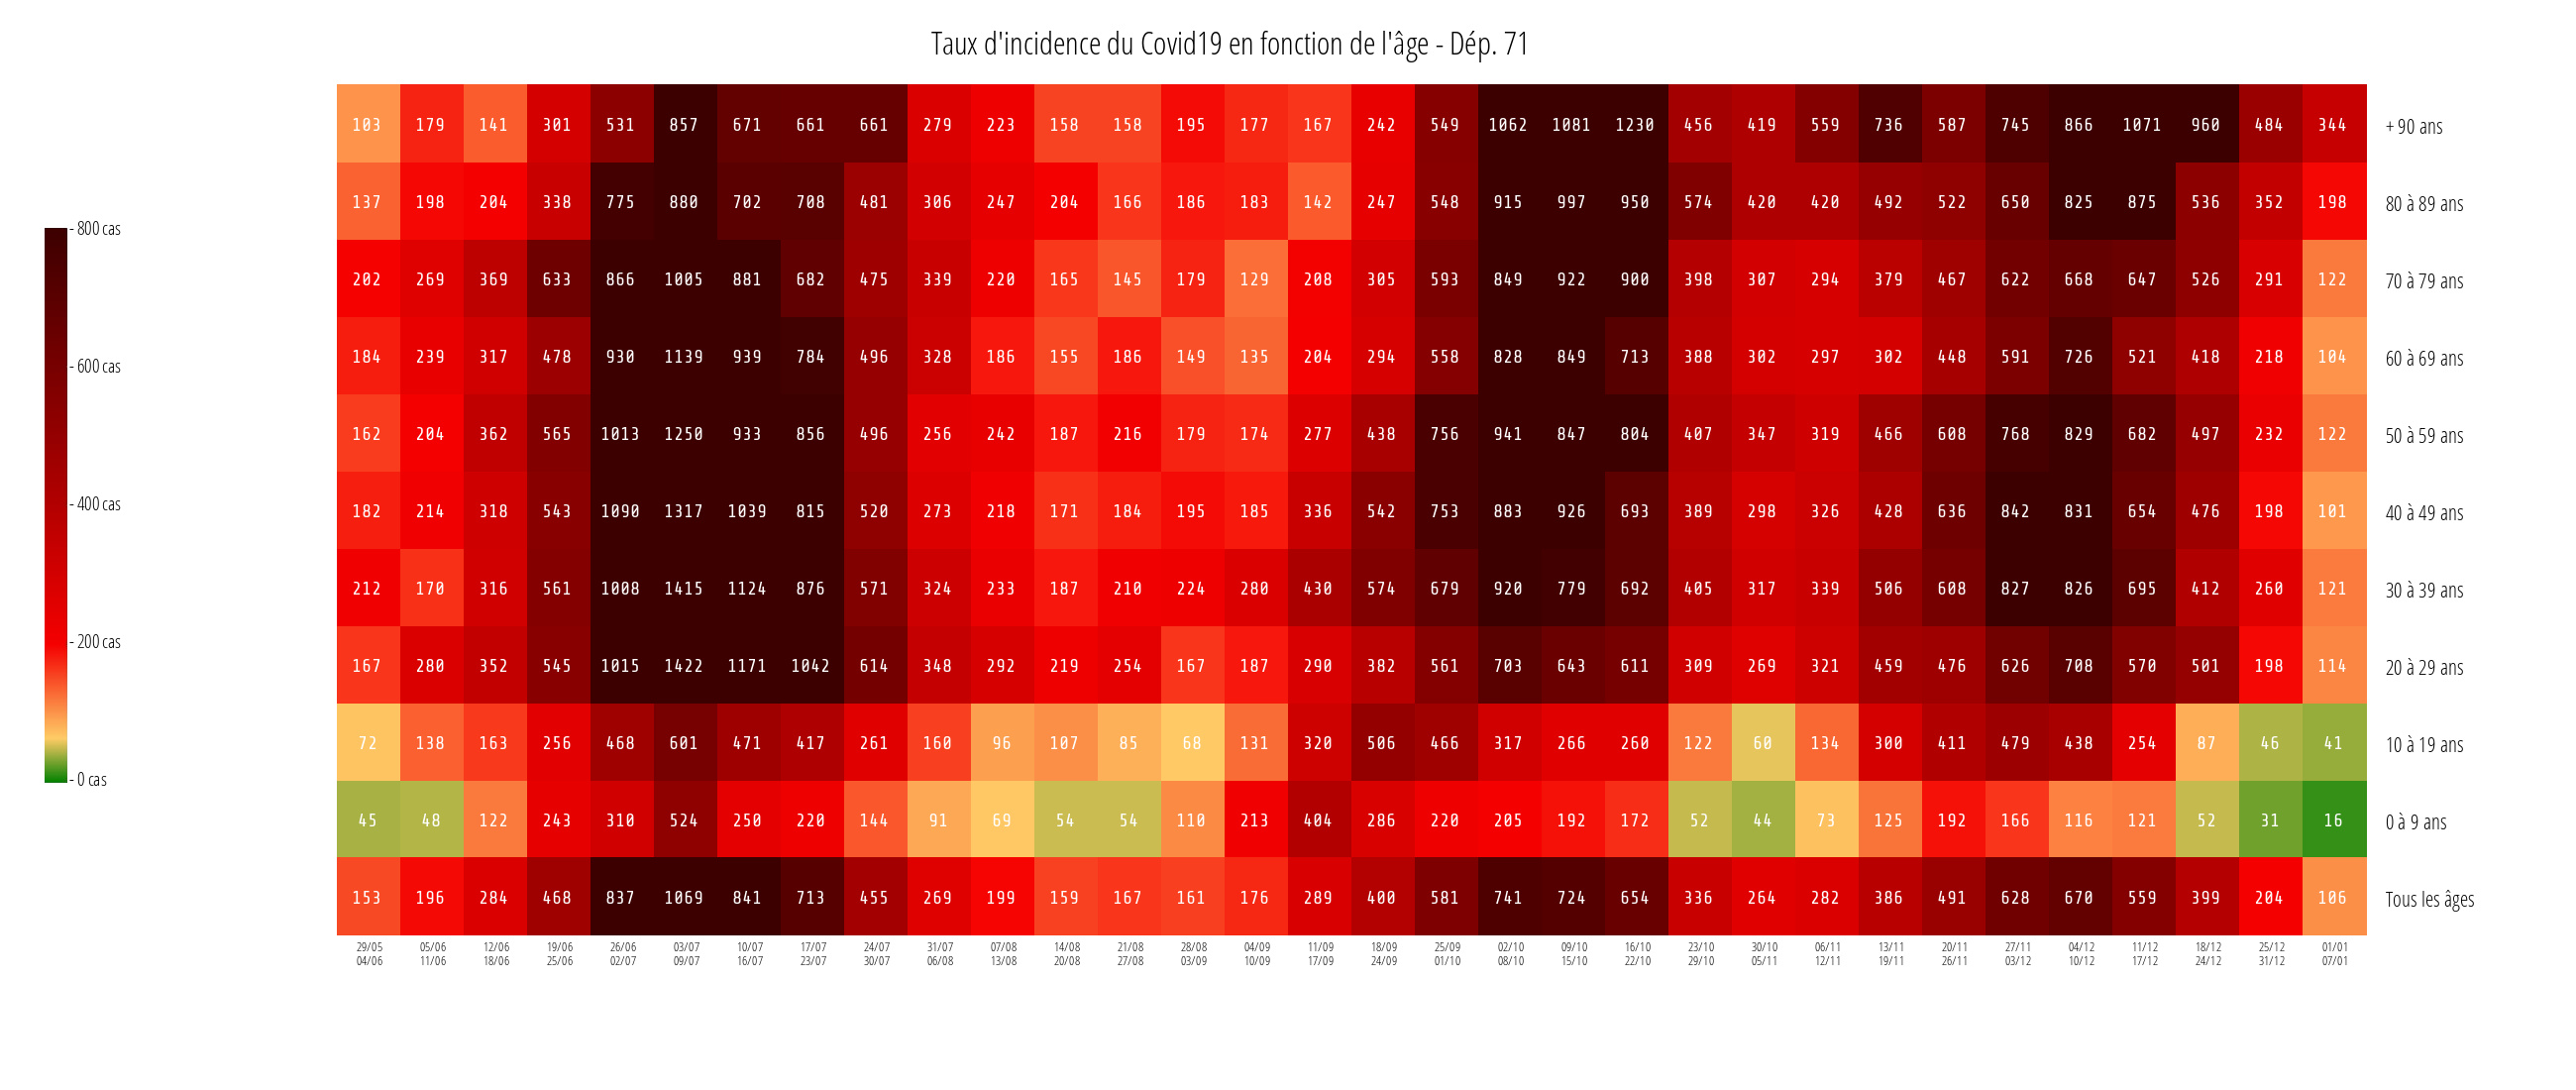 Taux d'incidence du Covid19 en fonction de l'âge - Dép. 71
- 800 cas
- 600 cas
- 400 cas
- 200 cas
- 0 cas
103 179 141 301 531 857 671 661 661 279 223 158 158 195 177 167 242 549 1062 1081 1230 456 419 559 736 587 745 866 1071 960 484 344 + 90 ans
137 198 204 338 775 880 702 708 481 306 247 204 166 186 183 142 247 548 915 997 950 574 420 420 492 522 650 825 875 536 352 198 80 à 89 ans
202 269 369 633 866 1005 881 682 475 339 220 165 145 179 129 208 305 593 849 922 900 398 307 294 379 467 622 668 647 526 291 122 70 à 79 ans
184 239 317 478 930 1139 939 784 496 328 186 155 186 149 135 204 294 558 828 849 713 388 302 297 302 448 591 726 521 418 218 104 60 à 69 ans
162 204 362 565 1013 1250 933 856 496 256 242 187 216 179 174 277 438 756 941 847 804 407 347 319 466 608 768 829 682 497 232 122 50 à 59 ans
182 214 318 543 1090 1317 1039 815 520 273 218 171 184 195 185 336 542 753 883 926 693 389 298 326 428 636 842 831 654 476 198 101 40 à 49 ans
212 170 316 561 1008 1415 1124 876 571 324 233 187 210 224 280 430 574 679 920 779 692 405 317 339 506 608 827 826 695 412 260 121 30 à 39 ans
167 280 352 545 1015 1422 1171 1042 614 348 292 219 254 167 187 290 382 561 703 643 611 309 269 321 459 476 626 708 570 501 198 114 20 à 29 ans
72 138 163 256 468 601 471 417 261 160 96 107 85 68 131 320 506 466 317 266 260 122 60 134 300 411 479 438 254 87 46 41 10 à 19 ans
45 48 122 243 310 524 250 220 144 91 69 54 54 110 213 404 286 220 205 192 172 52 44 73 125 192 166 116 121 52 31 16 0 à 9 ans
153 196 284 468 837 1069 841 713 455 269 199 159 167 161 176 289 400 581 741 724 654 336 264 282 386 491 628 670 559 399 204 106 Tous les âges
29/05 05/06 12/06 19/06 26/06 03/07 10/07 17/07 24/07 31/07 07/08 14/08 21/08 28/08 04/09 11/09 18/09 25/09 02/10 09/10 16/10 23/10 30/10 06/11 13/11 20/11 27/11 04/12 11/12 18/12 25/12 01/01
04/06 11/06 18/06 25/06 02/07 09/07 16/07 23/07 30/07 06/08 13/08 20/08 27/08 03/09 10/09 17/09 24/09 01/10 08/10 15/10 22/10 29/10 05/11 12/11 19/11 26/11 03/12 10/12 17/12 24/12 31/12 07/01